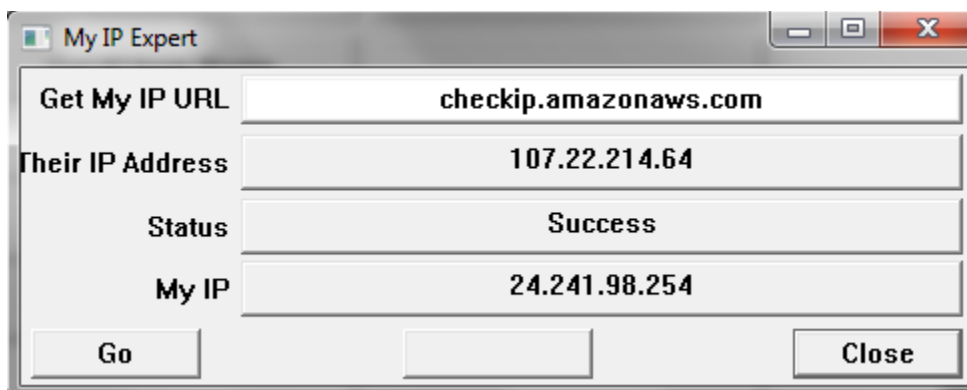 My IP Expert
Get My IP URL checkip.amazonaws.com
Their IP Address 107.22.214.64
Status Success
My IP 24.241.98.254
Go Close